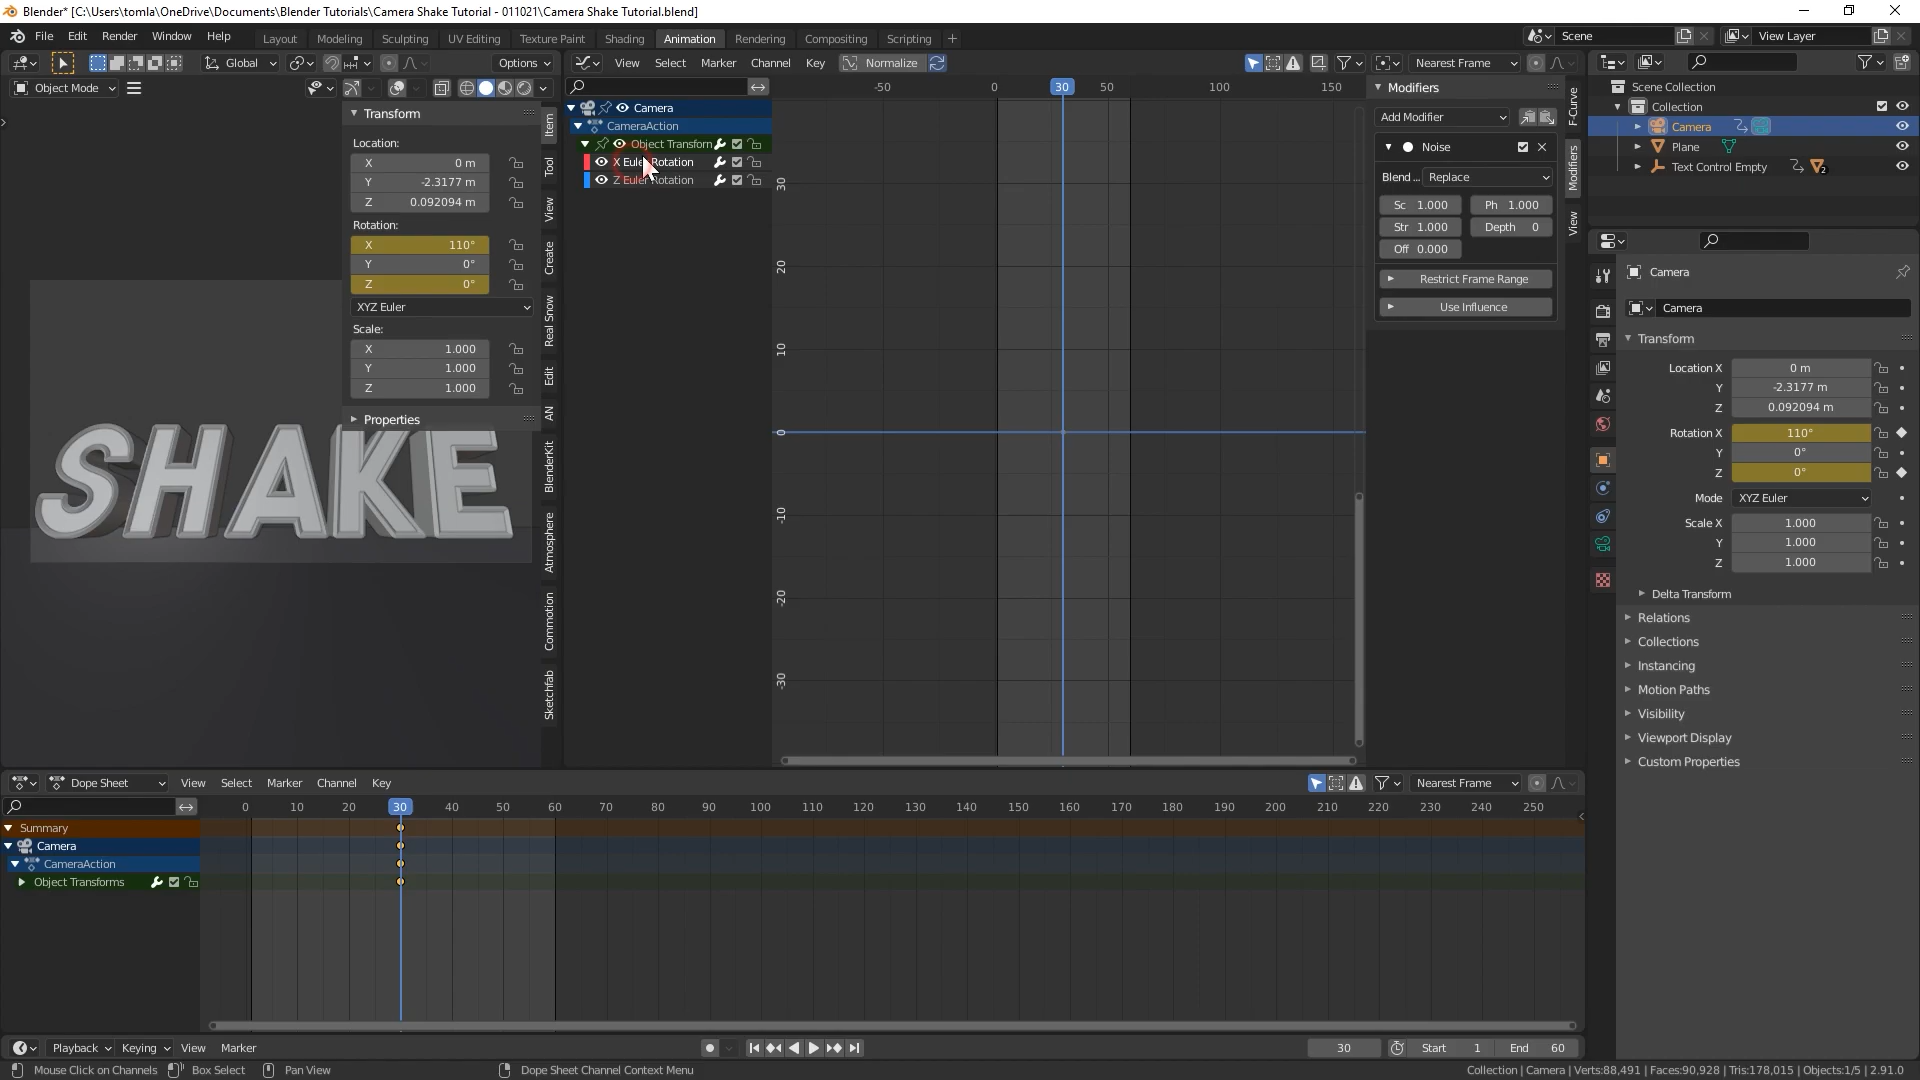 Blender* [C:\Users\tomla\OneDrive\Documents\Blender Tutorials\Camera Shake Tutorial - 011021\Camera Shake Tutorial.blend]
File Edit Render Window Help Layout Modeling Sculpting UV Editing Texture Paint Shading Animation Rendering Compositing Scripting + Scene View Layer
Global Options View Select Marker Channel Key Normalize Nearest Frame
Object Mode
Transform
Location:
X 0 m
Y -2.3177 m
Z 0.092094 m
Rotation:
X 110°
Y 0°
Z 0°
XYZ Euler
Scale:
X 1.000
Y 1.000
Z 1.000
Properties
SHAKE
Item
Tool
View
Create
Real Snow
Edit
AN
BlenderKit
Atmosphere
Commotion
Sketchfab
Camera
CameraAction
Object Transform
X Euler Rotation
Z Euler Rotation
-50 0 30 50 100 150
30
20
10
0
-10
-20
-30
Modifiers
Add Modifier
Noise
Blend ... Replace
Sc 1.000 Ph 1.000
Str 1.000 Depth 0
Off 0.000
Restrict Frame Range
Use Influence
F-Curve
Modifiers
View
Scene Collection
Collection
Camera
Plane
Text Control Empty 2
Camera
Camera
Transform
Location X 0 m
Y -2.3177 m
Z 0.092094 m
Rotation X 110°
Y 0°
Z 0°
Mode XYZ Euler
Scale X 1.000
Y 1.000
Z 1.000
Delta Transform
Relations
Collections
Instancing
Motion Paths
Visibility
Viewport Display
Custom Properties
Dope Sheet View Select Marker Channel Key Nearest Frame
0 10 20 30 40 50 60 70 80 90 100 110 120 130 140 150 160 170 180 190 200 210 220 230 240 250
Summary
Camera
CameraAction
Object Transforms
Playback Keying View Marker 30 Start 1 End 60
Mouse Click on Channels Box Select Pan View Dope Sheet Channel Context Menu Collection | Camera | Verts:88,491 | Faces:90,928 | Tris:178,015 | Objects:1/5 | 2.91.0